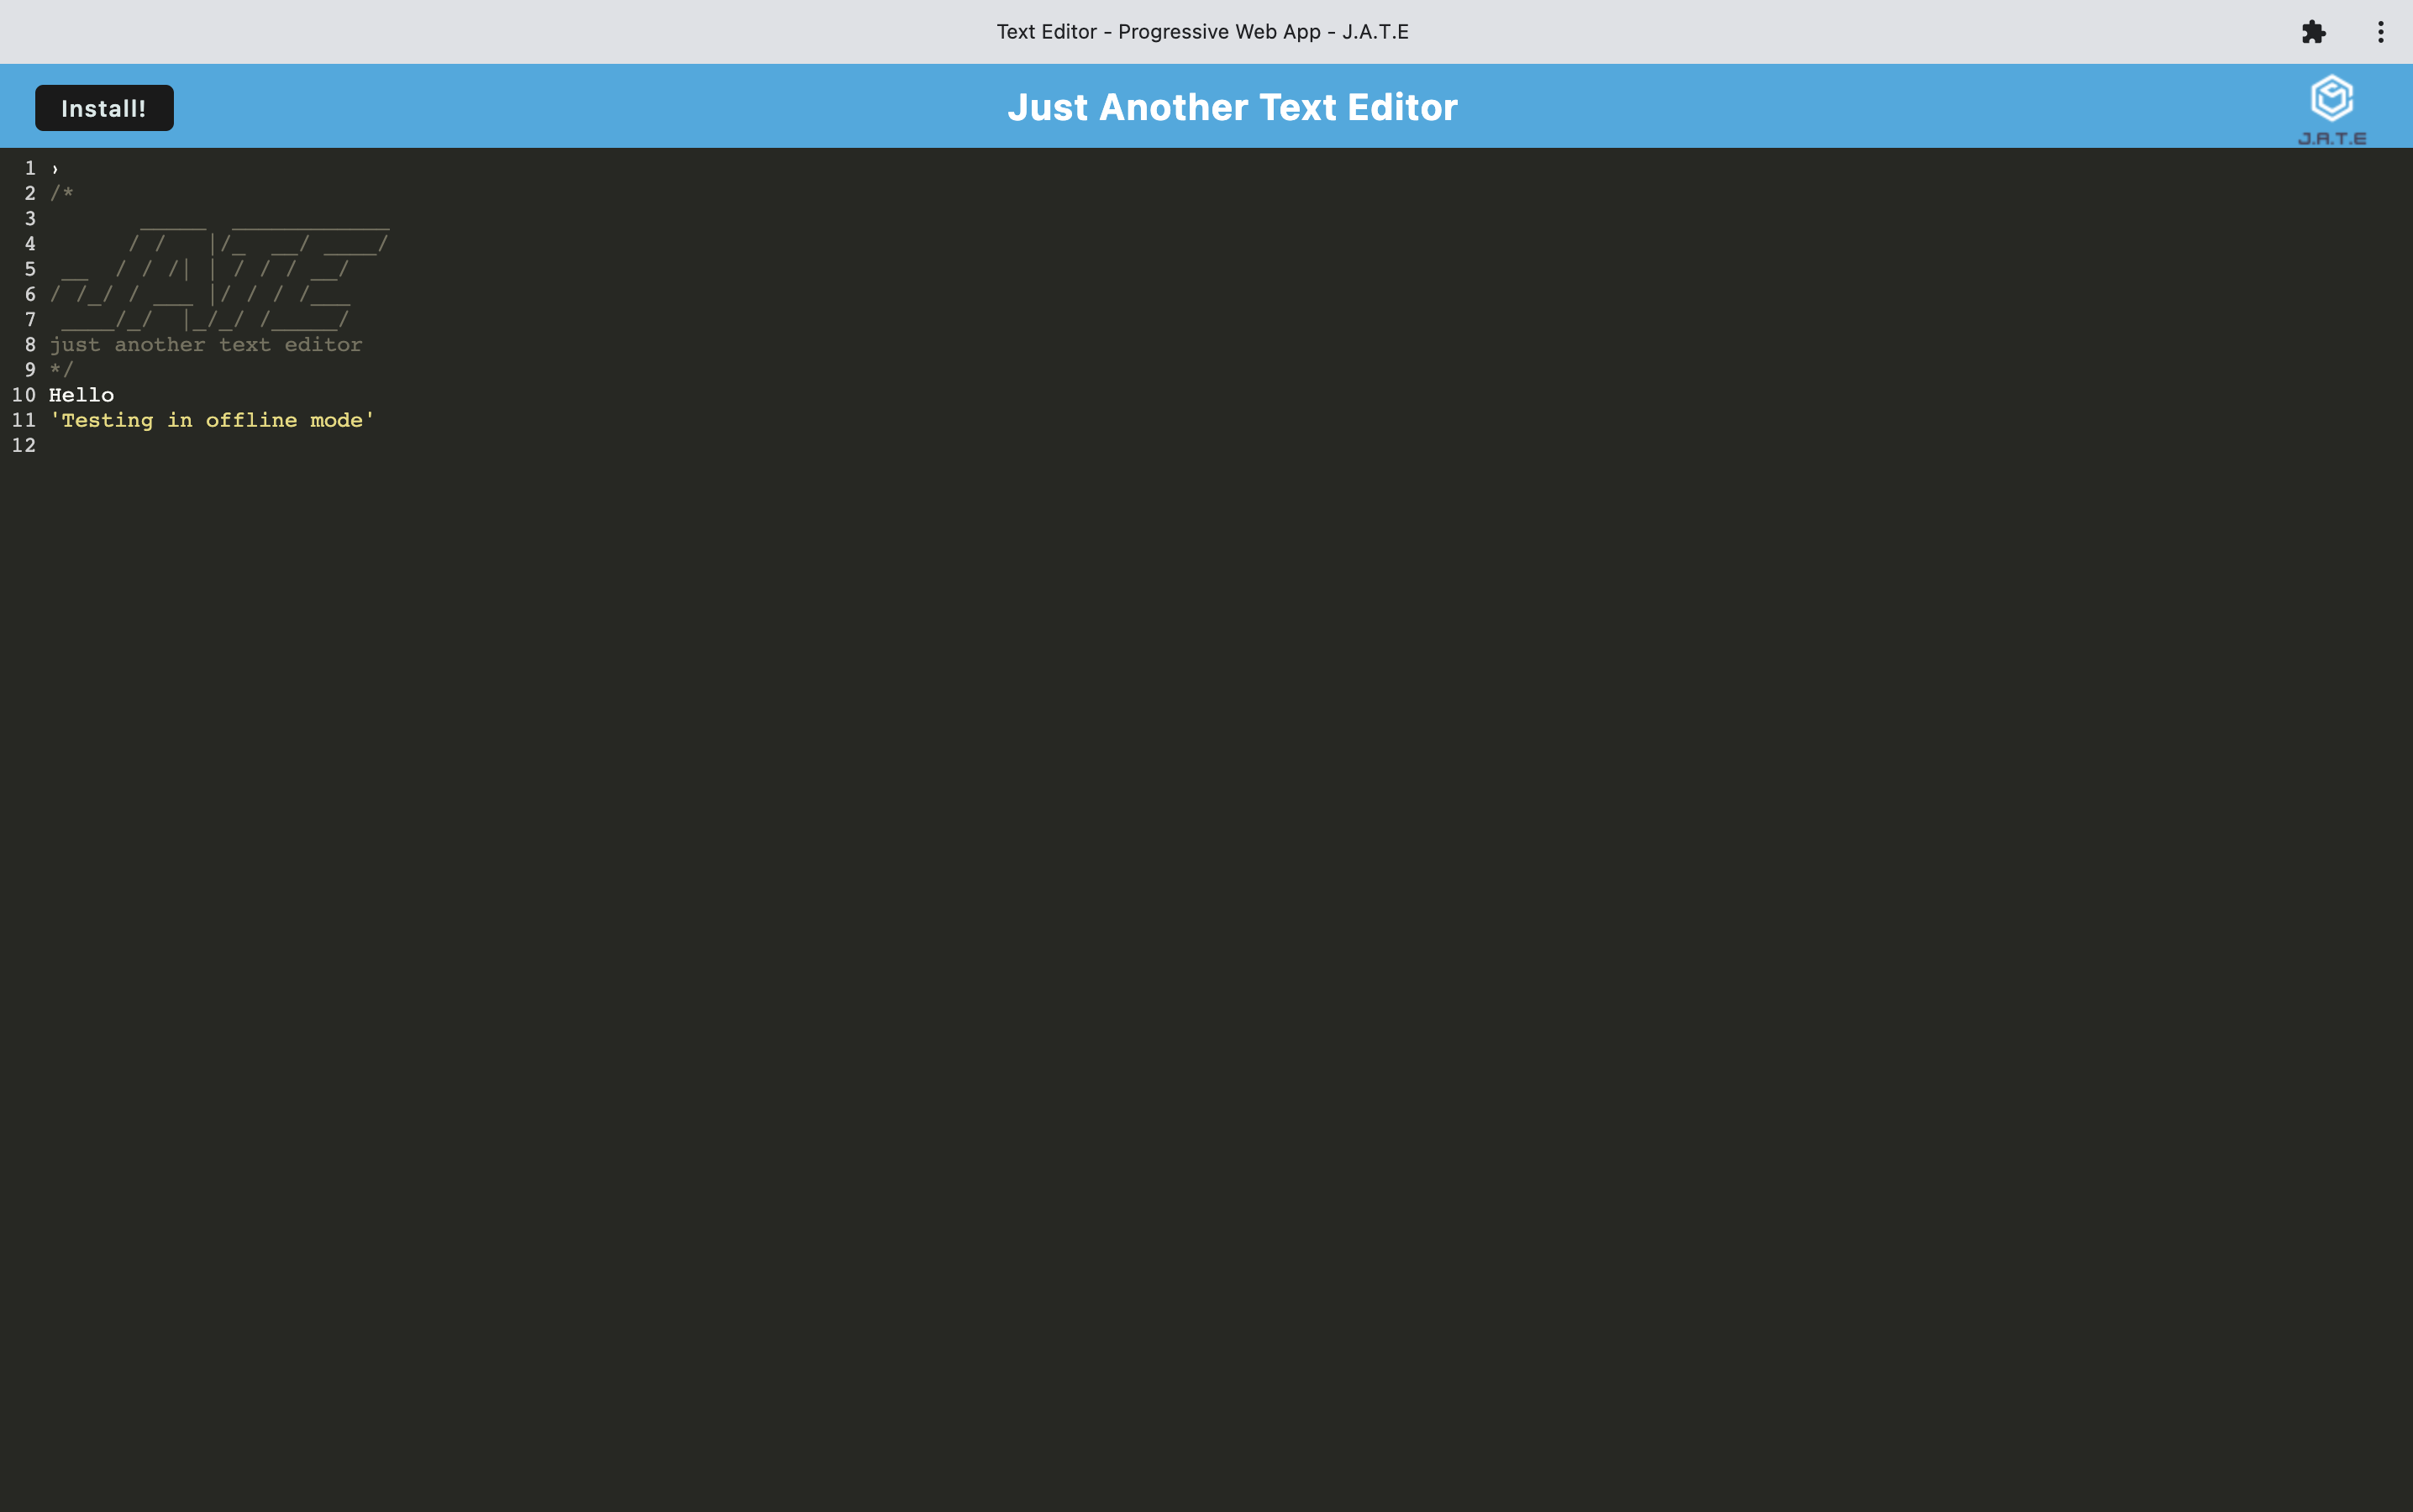 Text Editor - Progressive Web App - J.A.T.E
Install!
Just Another Text Editor
J.A.T.E
1 ›
2 /*
3        _____  ____________
4       / /   |/_  __/ ____/
5  __  / / /| | / / / __/
6 / /_/ / ___ |/ / / /___
7  ____/_/  |_/_/ /_____/
8 just another text editor
9 */
10 Hello
11 'Testing in offline mode'
12